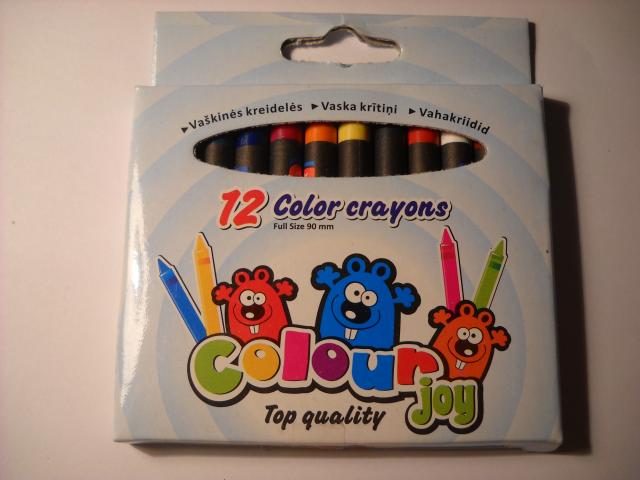 ▸Vaškinės kreidelės ▸Vaska krītiņi ▸Vahakriidid
12 Color crayons
Full Size 90 mm
Colour
joy
Top quality